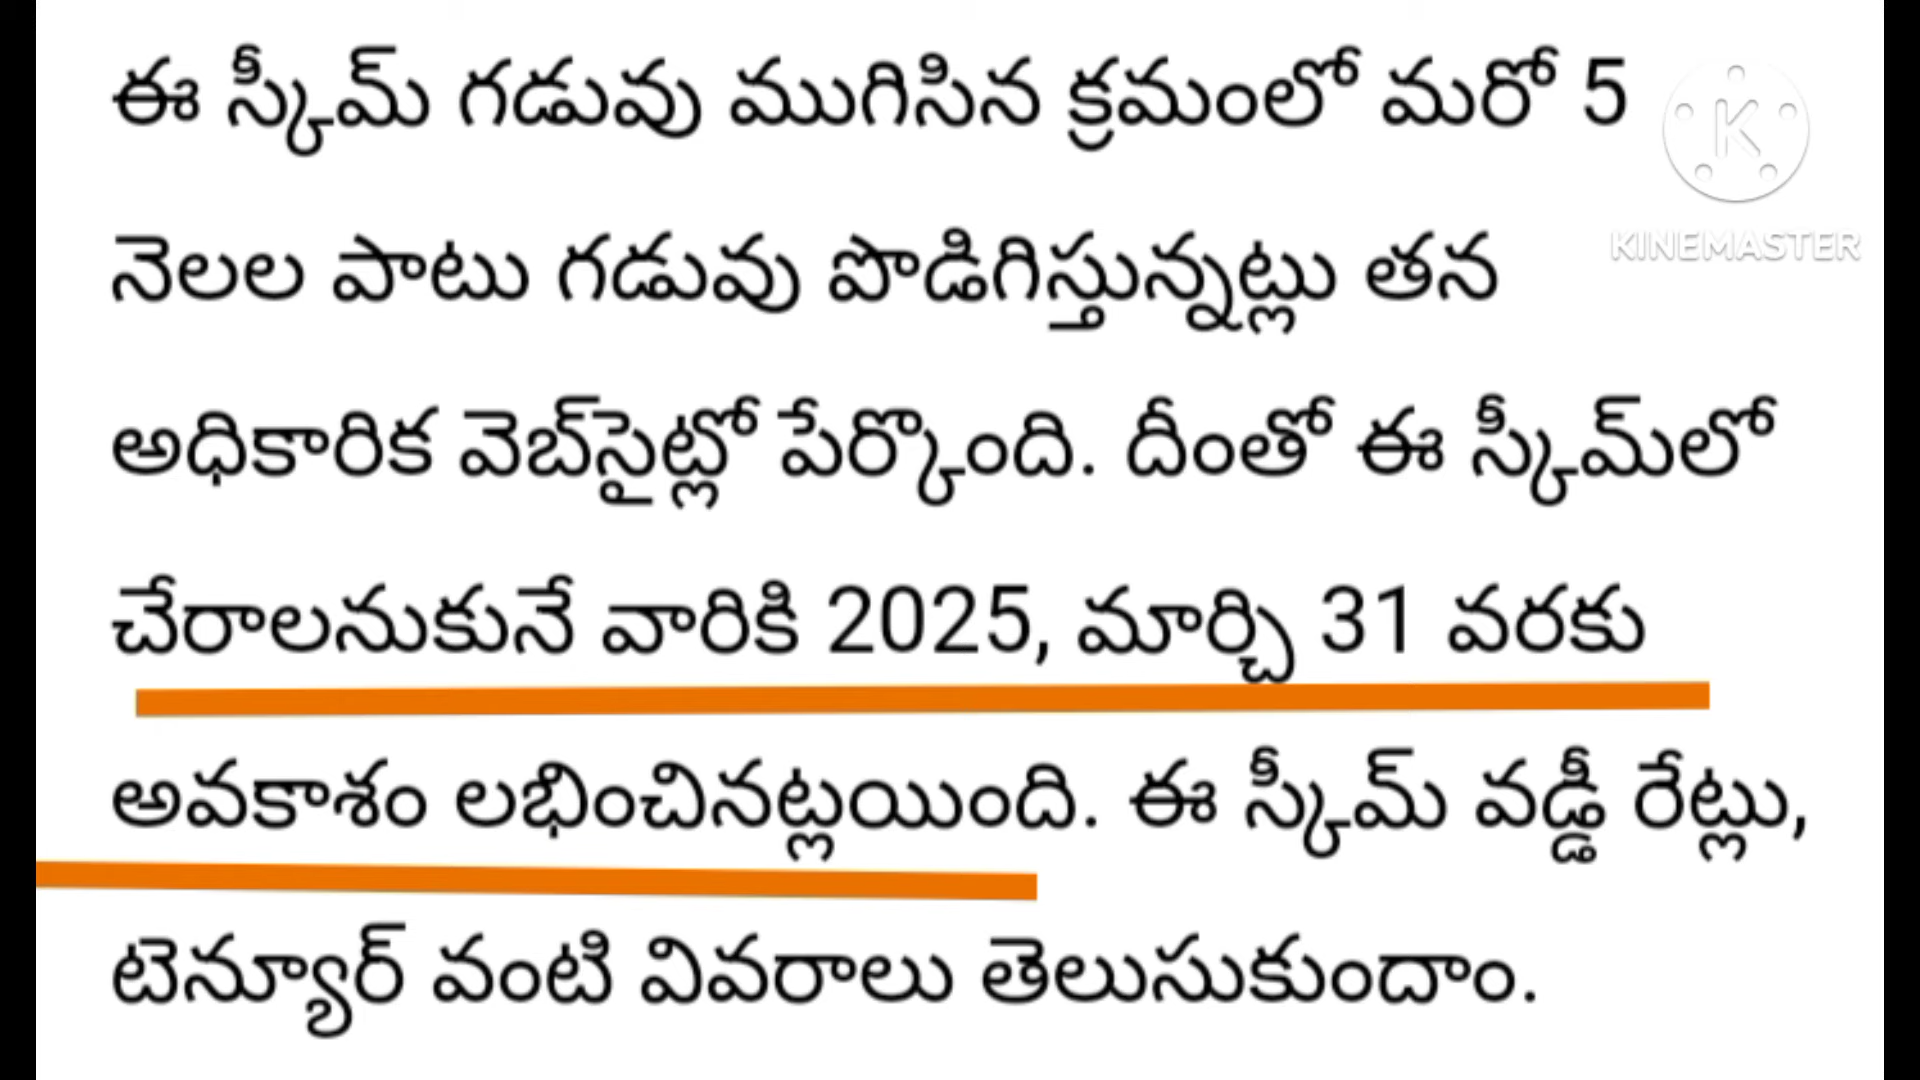 ఈ స్కీమ్ గడువు ముగిసిన క్రమంలో మరో 5
నెలల పాటు గడువు పొడిగిస్తున్నట్లు తన
అధికారిక వెబ్‌సైట్లో పేర్కొంది. దీంతో ఈ స్కీమ్‌లో
చేరాలనుకునే వారికి 2025, మార్చి 31 వరకు
అవకాశం లభించినట్లయింది. ఈ స్కీమ్ వడ్డీ రేట్లు,
టెన్యూర్ వంటి వివరాలు తెలుసుకుందాం.
K
KINEMASTER